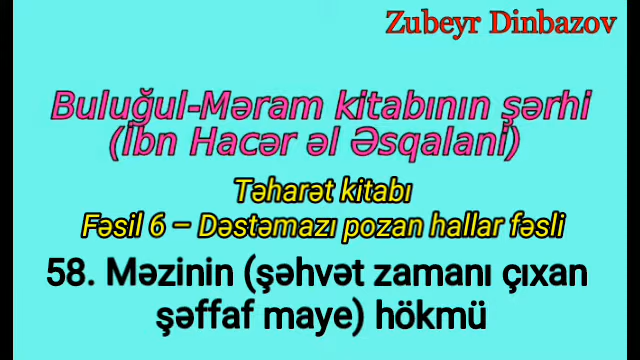 Zubeyr Dinbazov
Buluğul-Məram kitabının şərhi
(İbn Hacər əl Əsqalani)
Təharət kitabı
Fəsil 6 – Dəstəmazı pozan hallar fəsli
58. Məzinin (şəhvət zamanı çıxan
şəffaf maye) hökmü